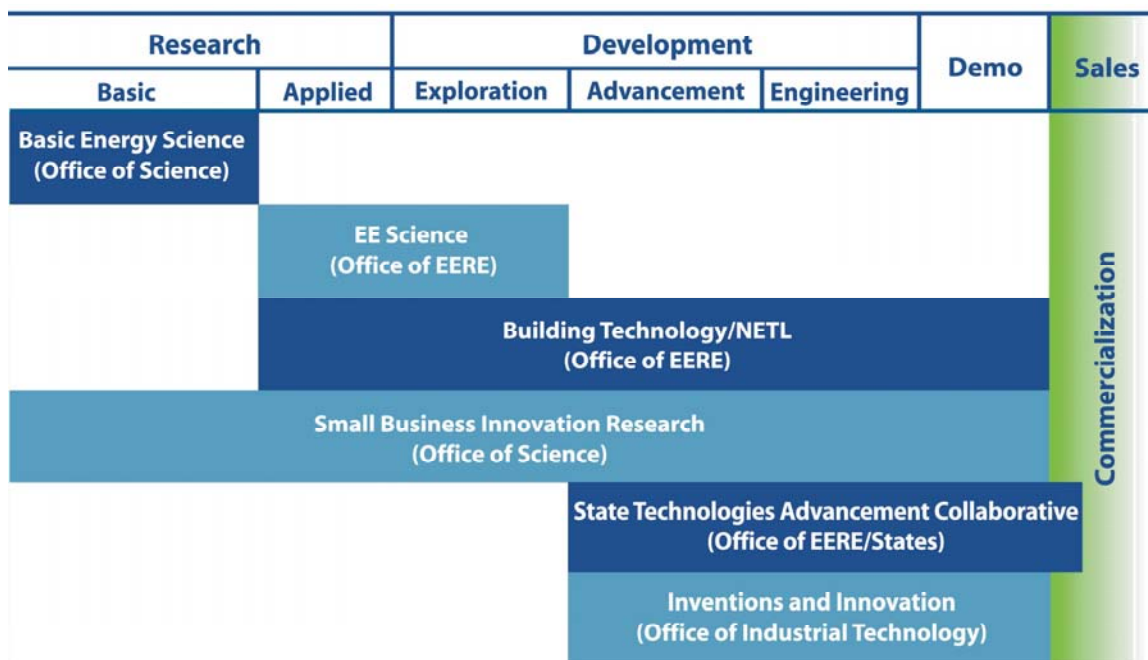 Research
Development
Demo
Sales
Basic
Applied
Exploration
Advancement
Engineering
Basic Energy Science
(Office of Science)
EE Science
(Office of EERE)
Building Technology/NETL
(Office of EERE)
Small Business Innovation Research
(Office of Science)
State Technologies Advancement Collaborative
(Office of EERE/States)
Inventions and Innovation
(Office of Industrial Technology)
Commercialization